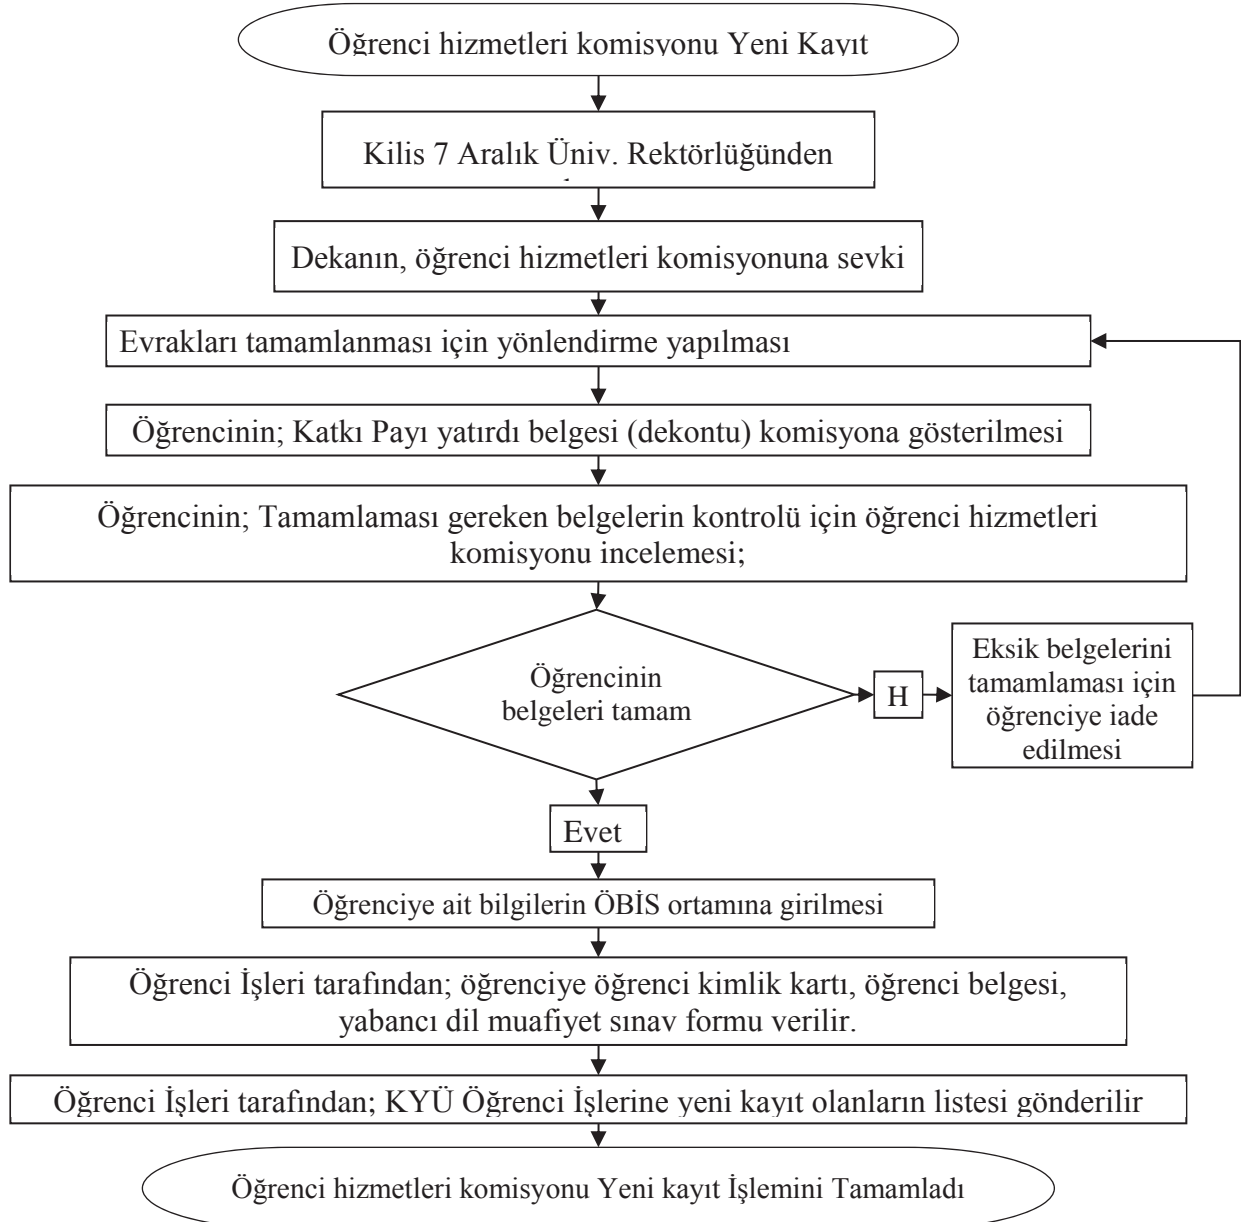 Öğrenci hizmetleri komisyonu Yeni Kayıt
Kilis 7 Aralık Üniv. Rektörlüğünden
Dekanın, öğrenci hizmetleri komisyonuna sevki
Evrakları tamamlanması için yönlendirme yapılması
Öğrencinin; Katkı Payı yatırdı belgesi (dekontu) komisyona gösterilmesi
Öğrencinin; Tamamlaması gereken belgelerin kontrolü için öğrenci hizmetleri
komisyonu incelemesi;
Öğrencinin
belgeleri tamam
H
Eksik belgelerini
tamamlaması için
öğrenciye iade
edilmesi
Evet
Öğrenciye ait bilgilerin ÖBİS ortamına girilmesi
Öğrenci İşleri tarafından; öğrenciye öğrenci kimlik kartı, öğrenci belgesi,
yabancı dil muafiyet sınav formu verilir.
Öğrenci İşleri tarafından; KYÜ Öğrenci İşlerine yeni kayıt olanların listesi gönderilir
Öğrenci hizmetleri komisyonu Yeni kayıt İşlemini Tamamladı